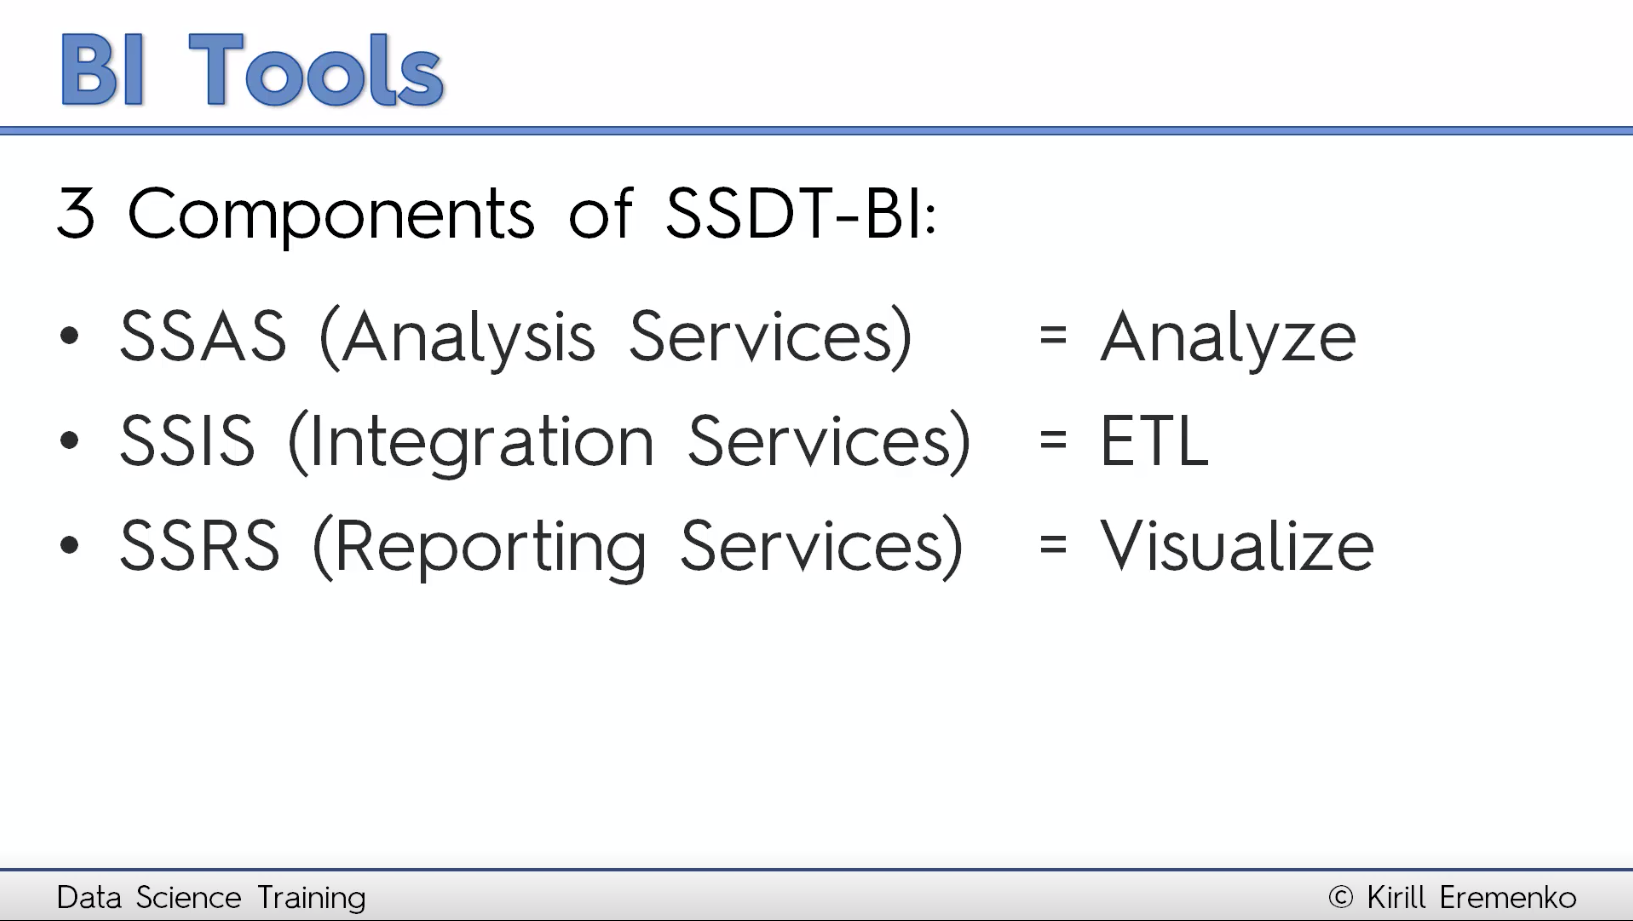 BI Tools
3 Components of SSDT-BI:
• SSAS (Analysis Services) = Analyze
• SSIS (Integration Services) = ETL
• SSRS (Reporting Services) = Visualize
Data Science Training © Kirill Eremenko